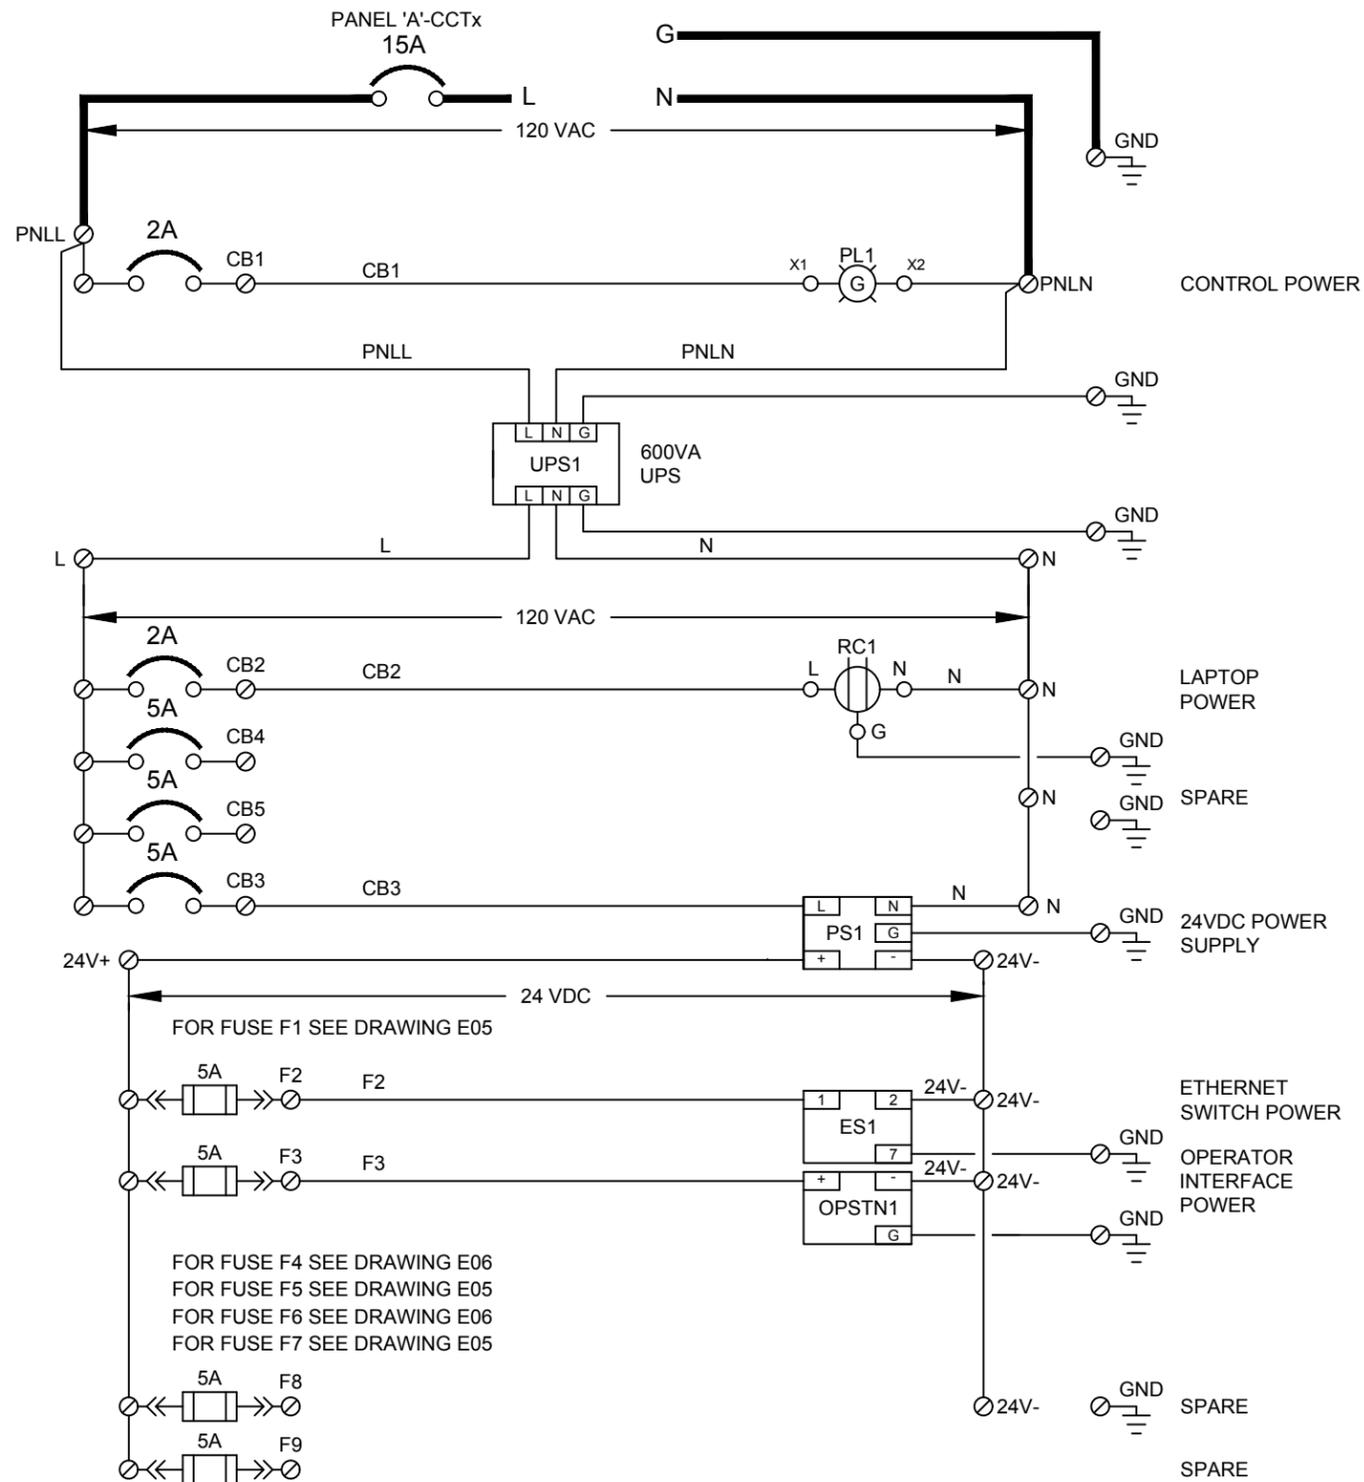 PANEL 'A'-CCTx
15A
G
L
N
120 VAC
GND
PNLL
2A
CB1
CB1
X1
PL1
G
X2
PNLN
CONTROL POWER
PNLL
PNLN
GND
L N G
UPS1
600VA
UPS
L N G
GND
L
L
N
N
120 VAC
2A
CB2
CB2
L
RC1
N
N
N
LAPTOP
POWER
5A
CB4
G
GND
5A
CB5
N
GND
SPARE
5A
CB3
CB3
L
N
N
N
PS1
G
GND
24VDC POWER
SUPPLY
24V+
+
-
24V-
24 VDC
FOR FUSE F1 SEE DRAWING E05
5A
F2
F2
1
2
24V-
24V-
ETHERNET
SWITCH POWER
ES1
7
GND
5A
F3
F3
+
-
24V-
24V-
OPERATOR
INTERFACE
POWER
OPSTN1
G
GND
FOR FUSE F4 SEE DRAWING E06
FOR FUSE F5 SEE DRAWING E05
FOR FUSE F6 SEE DRAWING E06
FOR FUSE F7 SEE DRAWING E05
5A
F8
24V-
GND
SPARE
5A
F9
SPARE